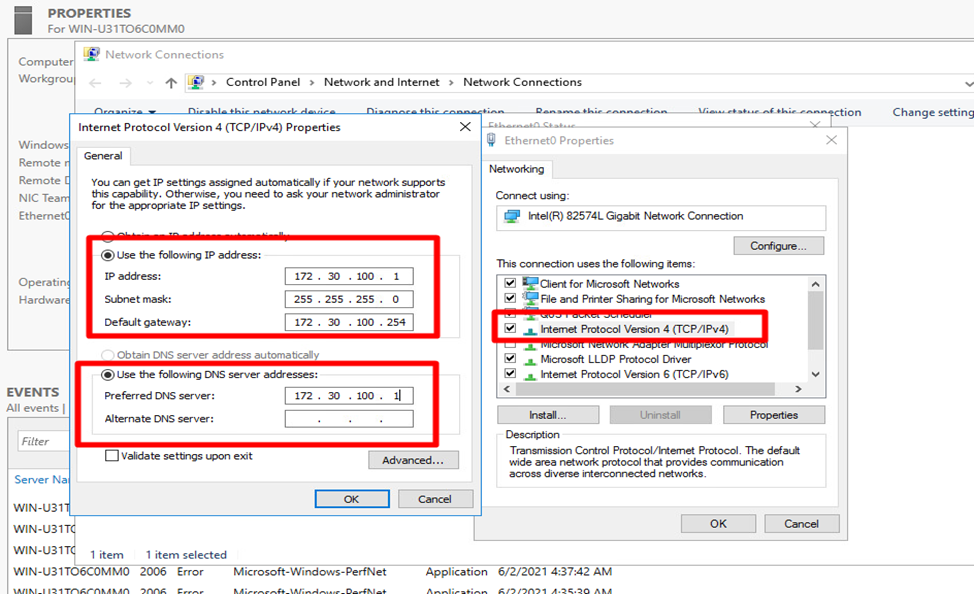 PROPERTIES
For WIN-U31TO6C0MM0
Computer
Workgrou
Windows
Remote m
Remote D
NIC Team
Ethernet0
Operating
Hardware
EVENTS
All events |
Filter
Server Na
WIN-U31T
WIN-U31TO
WIN-U31TO
Network Connections
Control Panel > Network and Internet > Network Connections
Organize Disable this network device Diagnose this connection Rename this connection View status of this connection Change setting
Internet Protocol Version 4 (TCP/IPv4) Properties
General
You can get IP settings assigned automatically if your network supports
this capability. Otherwise, you need to ask your network administrator
for the appropriate IP settings.
Obtain an IP address automatically
Use the following IP address:
IP address: 172 . 30 . 100 . 1
Subnet mask: 255 . 255 . 255 . 0
Default gateway: 172 . 30 . 100 . 254
Obtain DNS server address automatically
Use the following DNS server addresses:
Preferred DNS server: 172 . 30 . 100 . 1
Alternate DNS server: . . .
Validate settings upon exit
Advanced...
OK Cancel
Ethernet0 Status
Ethernet0 Properties
Networking
Connect using:
Intel(R) 82574L Gigabit Network Connection
Configure...
This connection uses the following items:
Client for Microsoft Networks
File and Printer Sharing for Microsoft Networks
QoS Packet Scheduler
Internet Protocol Version 4 (TCP/IPv4)
Microsoft Network Adapter Multiplexor Protocol
Microsoft LLDP Protocol Driver
Internet Protocol Version 6 (TCP/IPv6)
Install... Uninstall Properties
Description
Transmission Control Protocol/Internet Protocol. The default
wide area network protocol that provides communication
across diverse interconnected networks.
OK Cancel
1 item 1 item selected
WIN-U31TO6C0MM0 2006 Error Microsoft-Windows-PerfNet Application 6/2/2021 4:37:42 AM
WIN-U31TO6C0MM0 2006 Error Microsoft-Windows-PerfNet Application 6/2/2021 4:35:39 AM